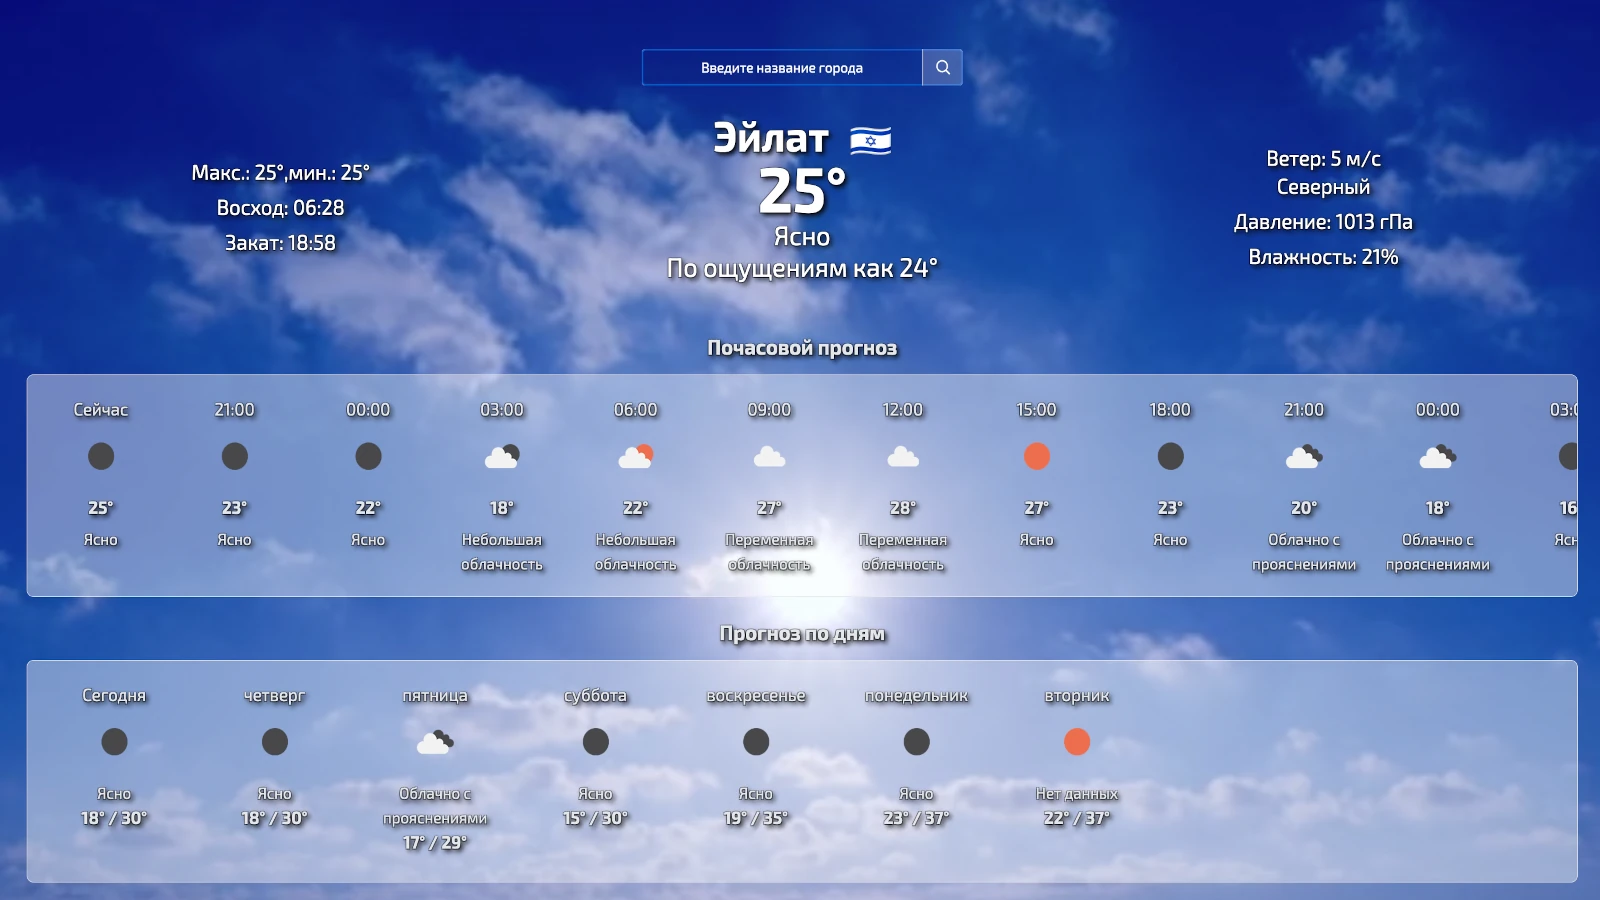 Введите название города
Эйлат
25°
Ясно
По ощущениям как 24°
Макс.: 25°,мин.: 25°
Восход: 06:28
Закат: 18:58
Ветер: 5 м/с
Северный
Давление: 1013 гПа
Влажность: 21%
Почасовой прогноз
Сейчас 21:00 00:00 03:00 06:00 09:00 12:00 15:00 18:00 21:00 00:00
25° 23° 22° 18° 22° 27° 28° 27° 23° 20° 18°
Ясно Ясно Ясно Небольшая Небольшая Переменная Переменная Ясно Ясно Облачно с Облачно с
облачность облачность облачность облачность прояснениями прояснениями
Прогноз по дням
Сегодня четверг пятница суббота воскресенье понедельник вторник
Ясно Ясно Облачно с Ясно Ясно Ясно Нет данных
18° / 30° 18° / 30° прояснениями 15° / 30° 19° / 35° 23° / 37° 22° / 37°
17° / 29°